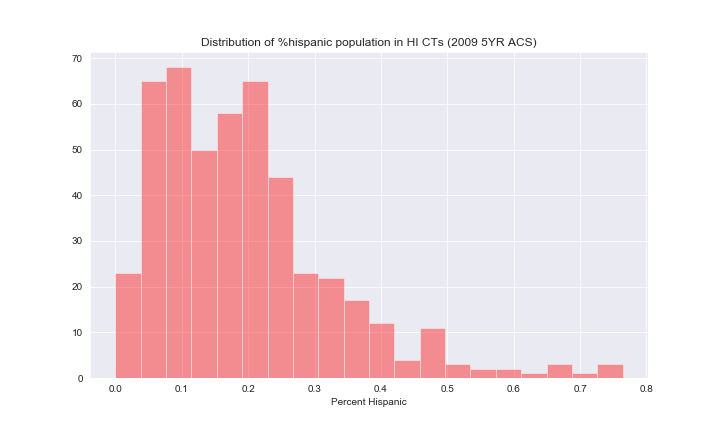 Distribution of %hispanic population in HI CTs (2009 5YR ACS)
70
60
50
40
30
20
10
0
0.0 0.1 0.2 0.3 0.4 0.5 0.6 0.7 0.8
Percent Hispanic